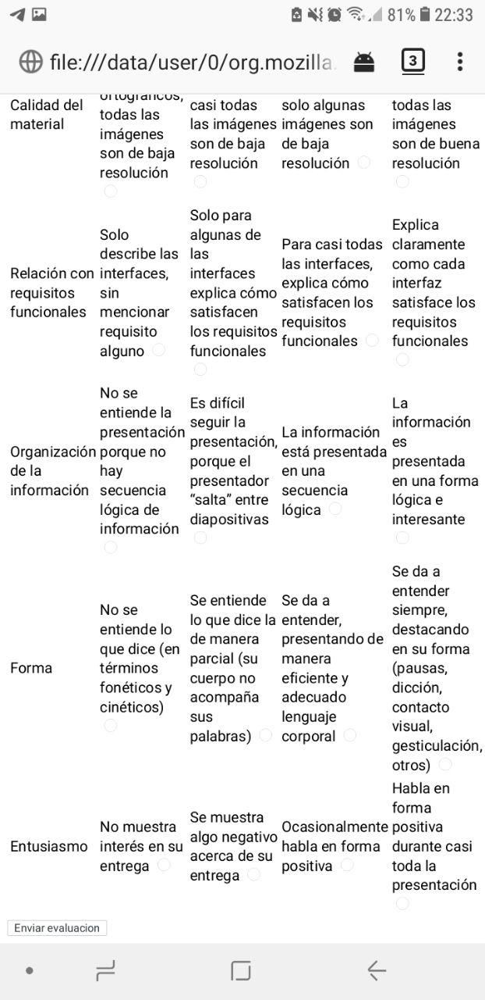 81% 22:33
file:///data/user/0/org.mozilla.
3
Calidad del
material
ortográficos,
todas las
imágenes
son de baja
resolución
casi todas
las imágenes
son de baja
resolución
solo algunas
imágenes son
de baja
resolución
todas las
imágenes
son de buena
resolución
Relación con
requisitos
funcionales
Solo
describe las
interfaces,
sin
mencionar
requisito
alguno
Solo para
algunas de
las
interfaces
explica cómo
satisfacen
los requisitos
funcionales
Para casi todas
las interfaces,
explica cómo
satisfacen los
requisitos
funcionales
Explica
claramente
como cada
interfaz
satisface los
requisitos
funcionales
Organización
de la
información
No se
entiende la
presentación
porque no
hay
secuencia
lógica de
información
Es difícil
seguir la
presentación,
porque el
presentador
“salta” entre
diapositivas
La información
está presentada
en una
secuencia
lógica
La
información
es
presentada
en una forma
lógica e
interesante
Forma
No se
entiende lo
que dice (en
términos
fonéticos y
cinéticos)
Se entiende
lo que dice la
de manera
parcial (su
cuerpo no
acompaña
sus
palabras)
Se da a
entender,
presentando de
manera
eficiente y
adecuado
lenguaje
corporal
Se da a
entender
siempre,
destacando
en su forma
(pausas,
dicción,
contacto
visual,
gesticulación,
otros)
Entusiasmo
No muestra
interés en su
entrega
Se muestra
algo negativo
acerca de su
entrega
Ocasionalmente
habla en forma
positiva
Habla en
forma
positiva
durante casi
toda la
presentación
Enviar evaluacion